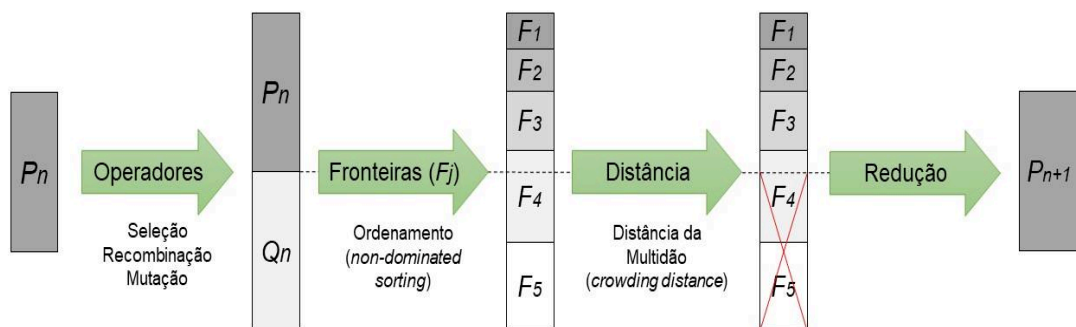 Pn
Operadores
Seleção
Recombinação
Mutação
Pn
Qn
Fronteiras (Fj)
Ordenamento
(non-dominated
sorting)
F1
F2
F3
F4
F5
Distância
Distância da
Multidão
(crowding distance)
F1
F2
F3
F4
F5
Redução
Pn+1